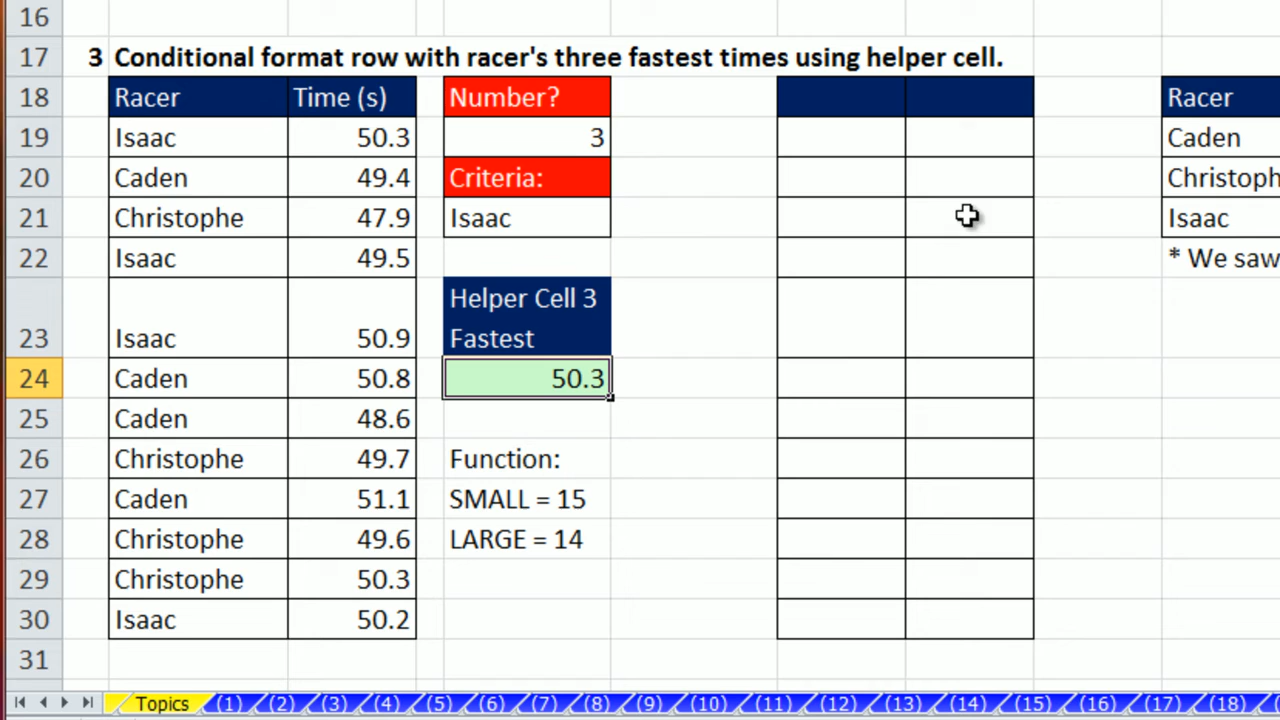 16
17 3 Conditional format row with racer's three fastest times using helper cell.
18 Racer Time (s) Number? Racer
19 Isaac 50.3 3 Caden
20 Caden 49.4 Criteria: Christoph
21 Christophe 47.9 Isaac Isaac
22 Isaac 49.5 * We saw
Helper Cell 3
23 Isaac 50.9 Fastest
24 Caden 50.8 50.3
25 Caden 48.6
26 Christophe 49.7 Function:
27 Caden 51.1 SMALL = 15
28 Christophe 49.6 LARGE = 14
29 Christophe 50.3
30 Isaac 50.2
31
Topics (1) (2) (3) (4) (5) (6) (7) (8) (9) (10) (11) (12) (13) (14) (15) (16) (17) (18)